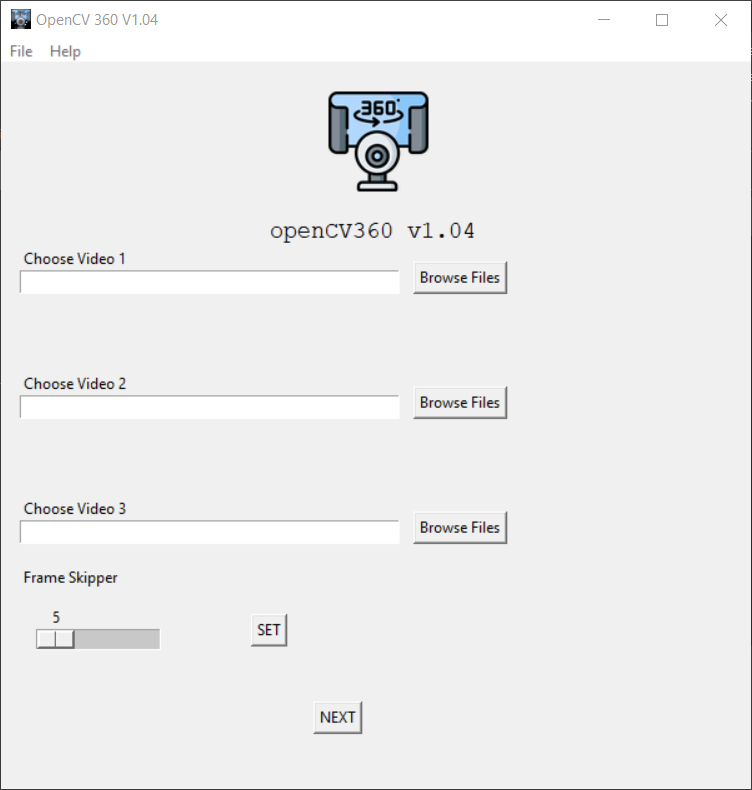 OpenCV 360 V1.04
File Help
360°
openCV360 v1.04
Choose Video 1
Browse Files
Choose Video 2
Browse Files
Choose Video 3
Browse Files
Frame Skipper
5
SET
NEXT